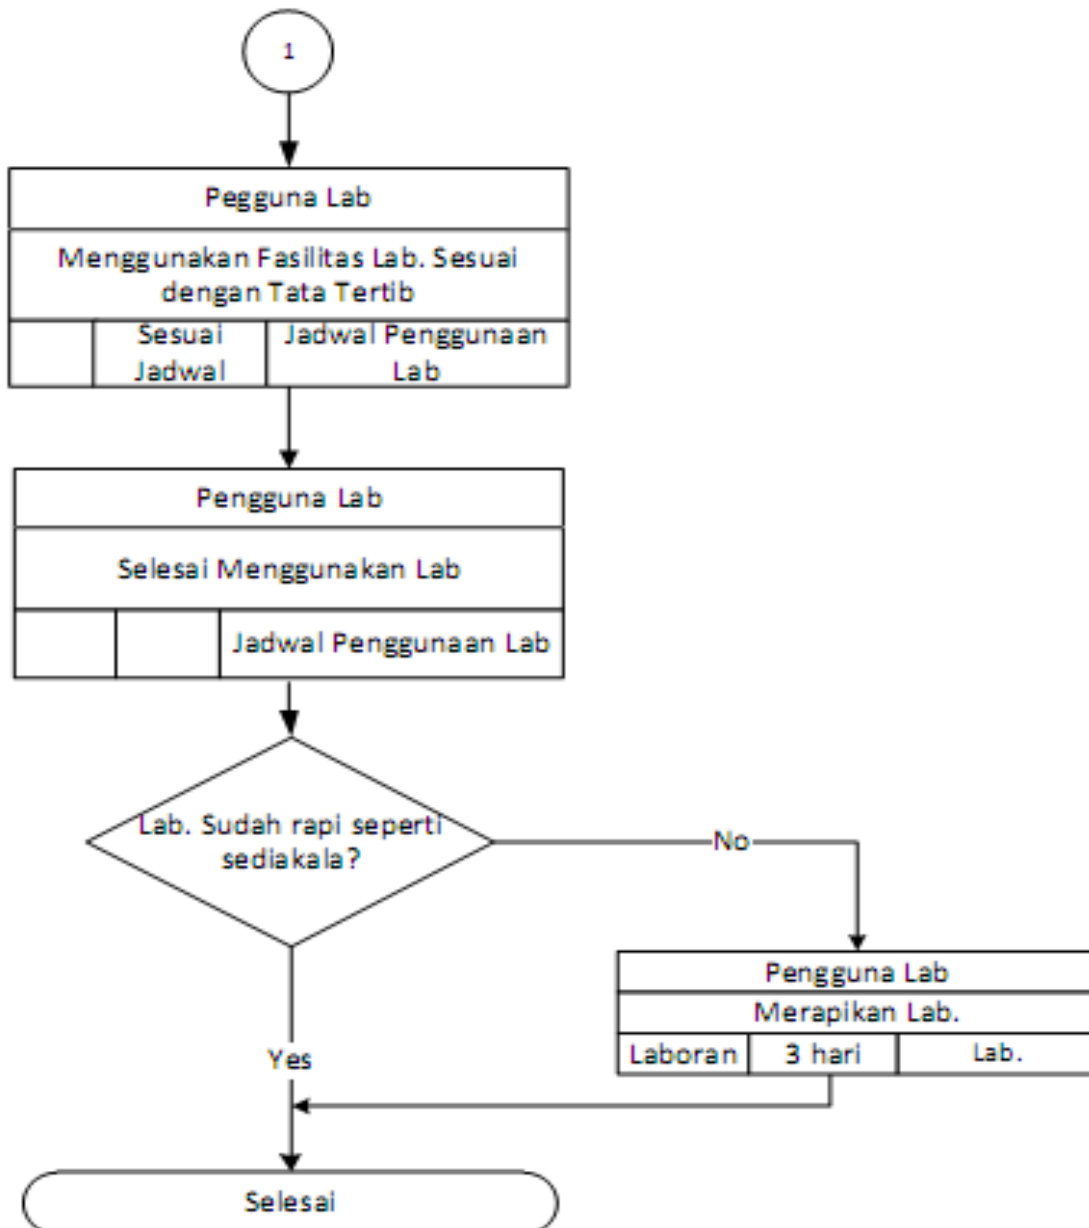 1
Pegguna Lab
Menggunakan Fasilitas Lab. Sesuai
dengan Tata Tertib
Sesuai
Jadwal
Jadwal Penggunaan
Lab
Pengguna Lab
Selesai Menggunakan Lab
Jadwal Penggunaan Lab
Lab. Sudah rapi seperti
sediakala?
No
Pengguna Lab
Merapikan Lab.
Laboran
3 hari
Lab.
Yes
Selesai